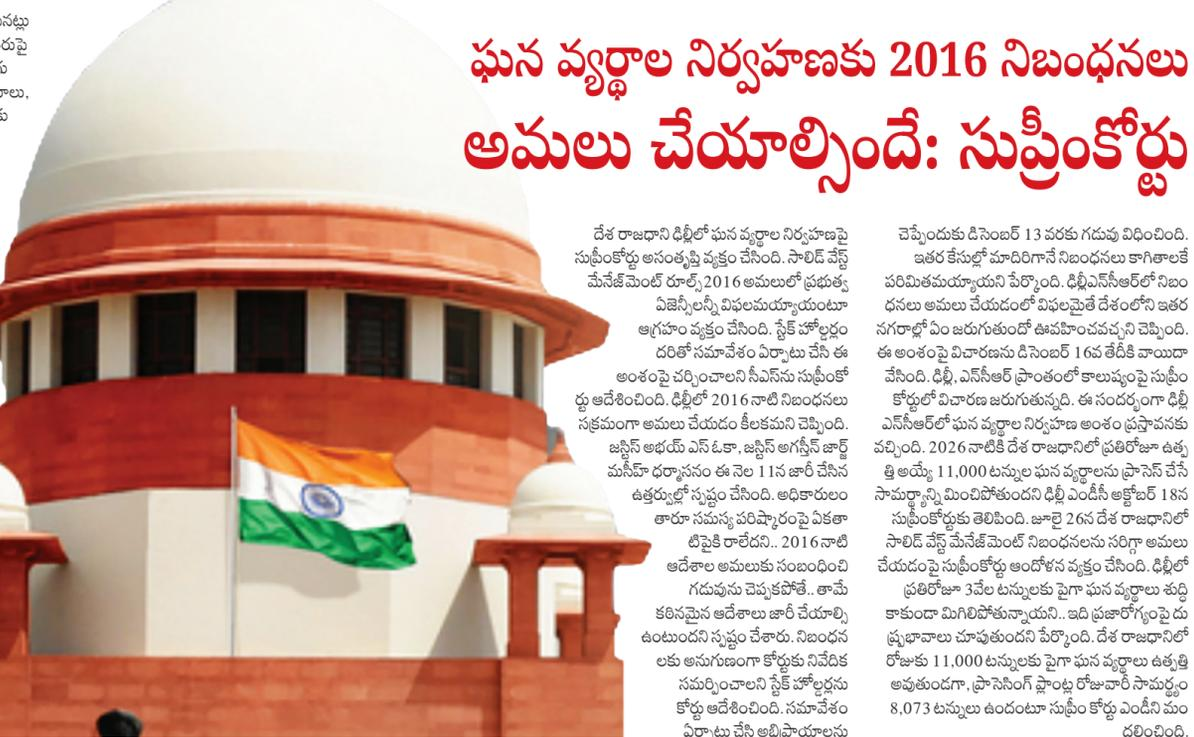 నట్లు
రుపై
ాలు,
ఘన వ్యర్థాల నిర్వహణకు 2016 నిబంధనలు
అమలు చేయాల్సిందే: సుప్రీంకోర్టు
దేశ రాజధాని ఢిల్లీలో ఘన వ్యర్థాల నిర్వహణపై
సుప్రీంకోర్టు అసంతృప్తి వ్యక్తం చేసింది. సాలిడ్ వేస్ట్
మేనేజ్‌మెంట్ రూల్స్ 2016 అమలులో ప్రభుత్వ
ఏజెన్సీలన్నీ విఫలమయ్యాయంటూ
ఆగ్రహం వ్యక్తం చేసింది. స్టేక్ హోల్డర్లం
దరితో సమావేశం ఏర్పాటు చేసి ఈ
అంశంపై చర్చించాలని సీఎస్‌ను సుప్రీంకో
ర్టు ఆదేశించింది. ఢిల్లీలో 2016 నాటి నిబంధనలు
సక్రమంగా అమలు చేయడం కీలకమని చెప్పింది.
జస్టిస్ అభయ్ ఎస్ ఓకా, జస్టిస్ అగస్తీన్ జార్జ్
మసీహ్ ధర్మాసనం ఈ నెల 11న జారీ చేసిన
ఉత్తర్వుల్లో స్పష్టం చేసింది. అధికారులం
తారూ సమస్య పరిష్కారంపై ఏకతా
టిపైకి రాలేదని.. 2016 నాటి
ఆదేశాల అమలుకు సంబంధించి
గడువును చెప్పకపోతే.. తామే
కఠినమైన ఆదేశాలు జారీ చేయాల్సి
ఉంటుందని స్పష్టం చేశారు. నిబంధన
లకు అనుగుణంగా కోర్టుకు నివేదిక
సమర్పించాలని స్టేక్ హోల్డర్లను
కోర్టు ఆదేశించింది. సమావేశం
ఏర్పాటు చేసి అభిప్రాయాలను
చెప్పేందుకు డిసెంబర్ 13 వరకు గడువు విధించింది.
ఇతర కేసుల్లో మాదిరిగానే నిబంధనలు కాగితాలకే
పరిమితమయ్యాయని పేర్కొంది. ఢిల్లీఎన్‌సీఆర్‌లో నిబం
ధనలు అమలు చేయడంలో విఫలమైతే దేశంలోని ఇతర
నగరాల్లో ఏం జరుగుతుందో ఊహించవచ్చని చెప్పింది.
ఈ అంశంపై విచారణను డిసెంబర్ 16వ తేదీకి వాయిదా
వేసింది. ఢిల్లీ, ఎన్‌సీఆర్ ప్రాంతంలో కాలుష్యంపై సుప్రీం
కోర్టులో విచారణ జరుగుతున్నది. ఈ సందర్భంగా ఢిల్లీ
ఎన్‌సీఆర్‌లో ఘన వ్యర్థాల నిర్వహణ అంశం ప్రస్తావనకు
వచ్చింది. 2026 నాటికి దేశ రాజధానిలో ప్రతిరోజూ ఉత్ప
త్తి అయ్యే 11,000 టన్నుల ఘన వ్యర్థాలను ప్రాసెస్ చేసే
సామర్థ్యాన్ని మించిపోతుందని ఢిల్లీ ఎండీసీ అక్టోబర్ 18న
సుప్రీంకోర్టుకు తెలిపింది. జూలై 26న దేశ రాజధానిలో
సాలిడ్ వేస్ట్ మేనేజ్‌మెంట్ నిబంధనలను సరిగ్గా అమలు
చేయడంపై సుప్రీంకోర్టు ఆందోళన వ్యక్తం చేసింది. ఢిల్లీలో
ప్రతిరోజూ 3వేల టన్నులకు పైగా ఘన వ్యర్థాలు శుద్ధి
కాకుండా మిగిలిపోతున్నాయని.. ఇది ప్రజారోగ్యంపై దు
ష్ప్రభావాలు చూపుతుందని పేర్కొంది. దేశ రాజధానిలో
రోజుకు 11,000 టన్నులకు పైగా ఘన వ్యర్థాలు ఉత్పత్తి
అవుతుండగా, ప్రాసెసింగ్ ప్లాంట్ల రోజువారీ సామర్థ్యం
8,073 టన్నులు ఉందంటూ సుప్రీం కోర్టు ఎండీని మం
దలించింది.